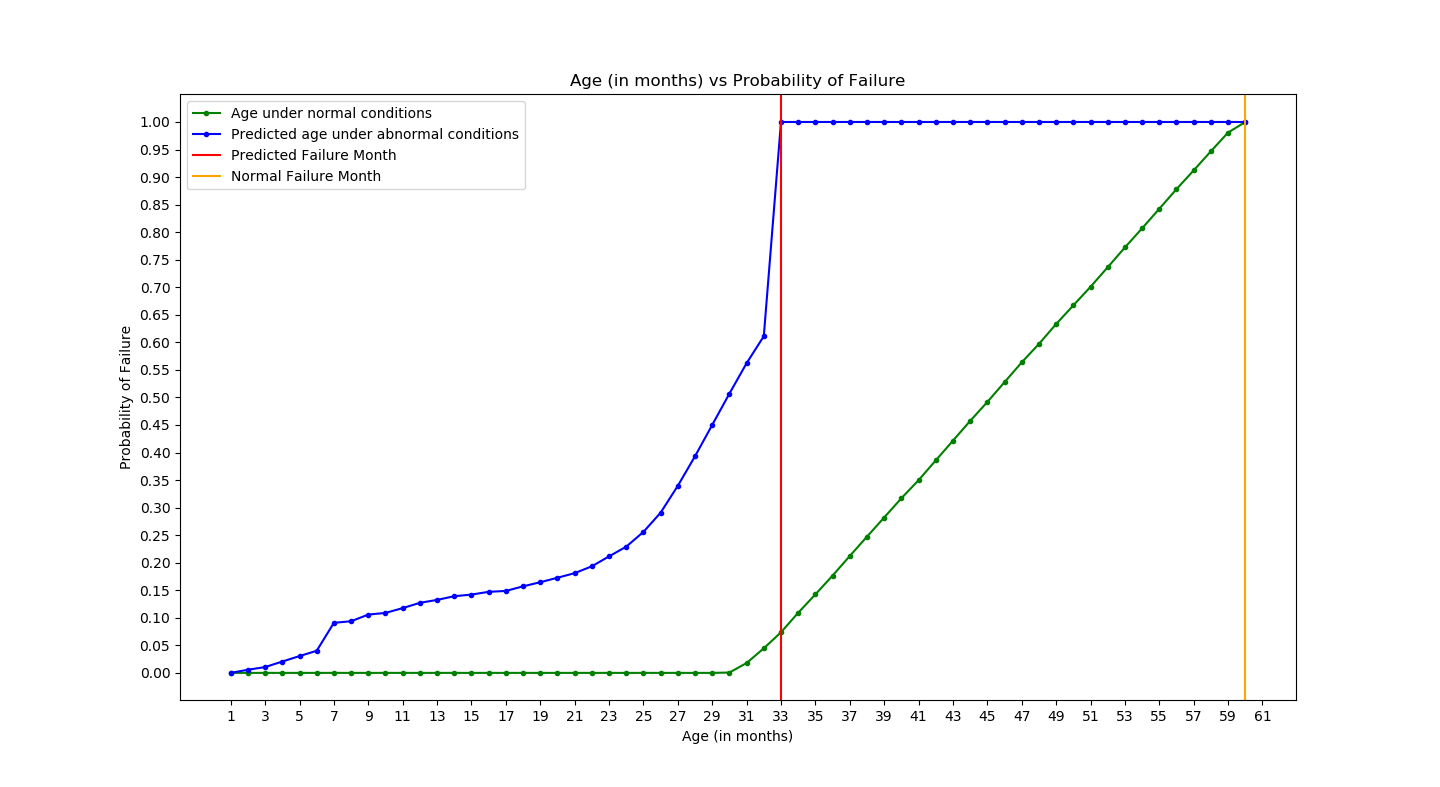 Age (in months) vs Probability of Failure
Age under normal conditions
Predicted age under abnormal conditions
Predicted Failure Month
Normal Failure Month
1.00
0.95
0.90
0.85
0.80
0.75
0.70
0.65
0.60
0.55
0.50
0.45
0.40
0.35
0.30
0.25
0.20
0.15
0.10
0.05
0.00
Probability of Failure
1 3 5 7 9 11 13 15 17 19 21 23 25 27 29 31 33 35 37 39 41 43 45 47 49 51 53 55 57 59 61
Age (in months)